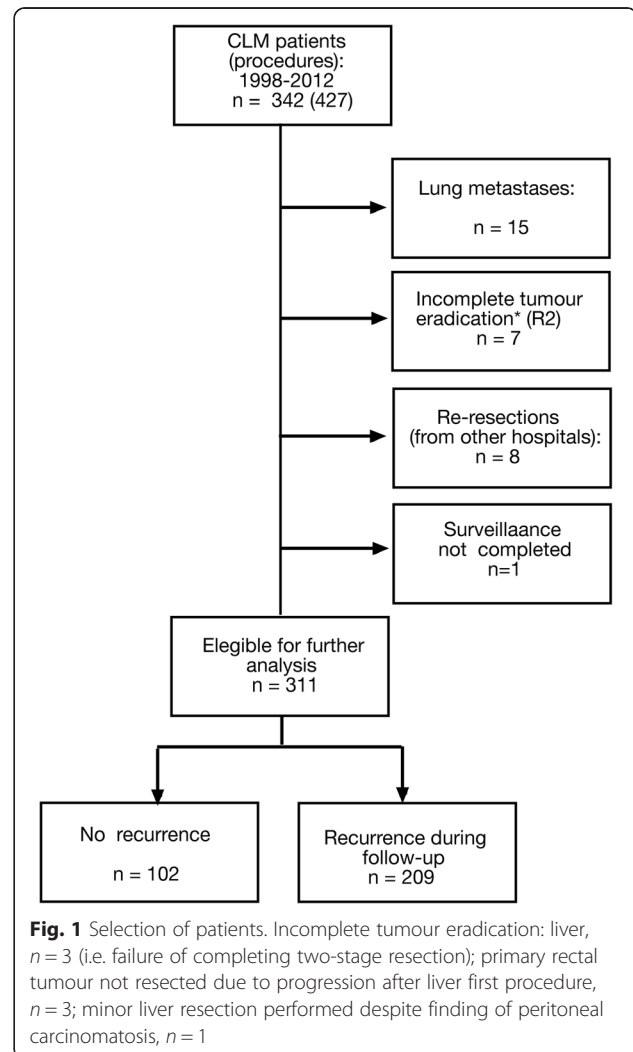 CLM patients
(procedures):
1998-2012
n = 342 (427)
Lung metastases:
n = 15
Incomplete tumour
eradication* (R2)
n = 7
Re-resections
(from other hospitals):
n = 8
Surveillaance
not completed
n=1
Elegible for further
analysis
n = 311
No recurrence
n = 102
Recurrence during
follow-up
n = 209
Fig. 1 Selection of patients. Incomplete tumour eradication: liver,
n = 3 (i.e. failure of completing two-stage resection); primary rectal
tumour not resected due to progression after liver first procedure,
n = 3; minor liver resection performed despite finding of peritoneal
carcinomatosis, n = 1